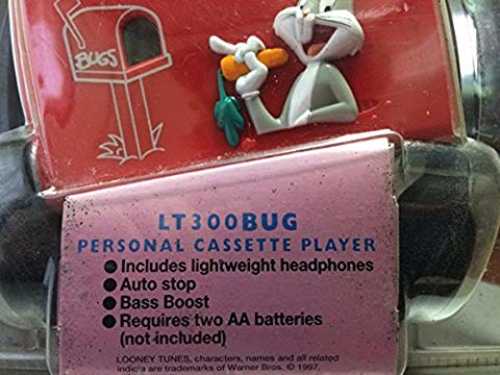 BUGS
LT300BUG
PERSONAL CASSETTE PLAYER
● Includes lightweight headphones
● Auto stop
● Bass Boost
● Requires two AA batteries
(not included)
LOONEY TUNES, characters, names and all related
indicia are trademarks of Warner Bros. © 1997.